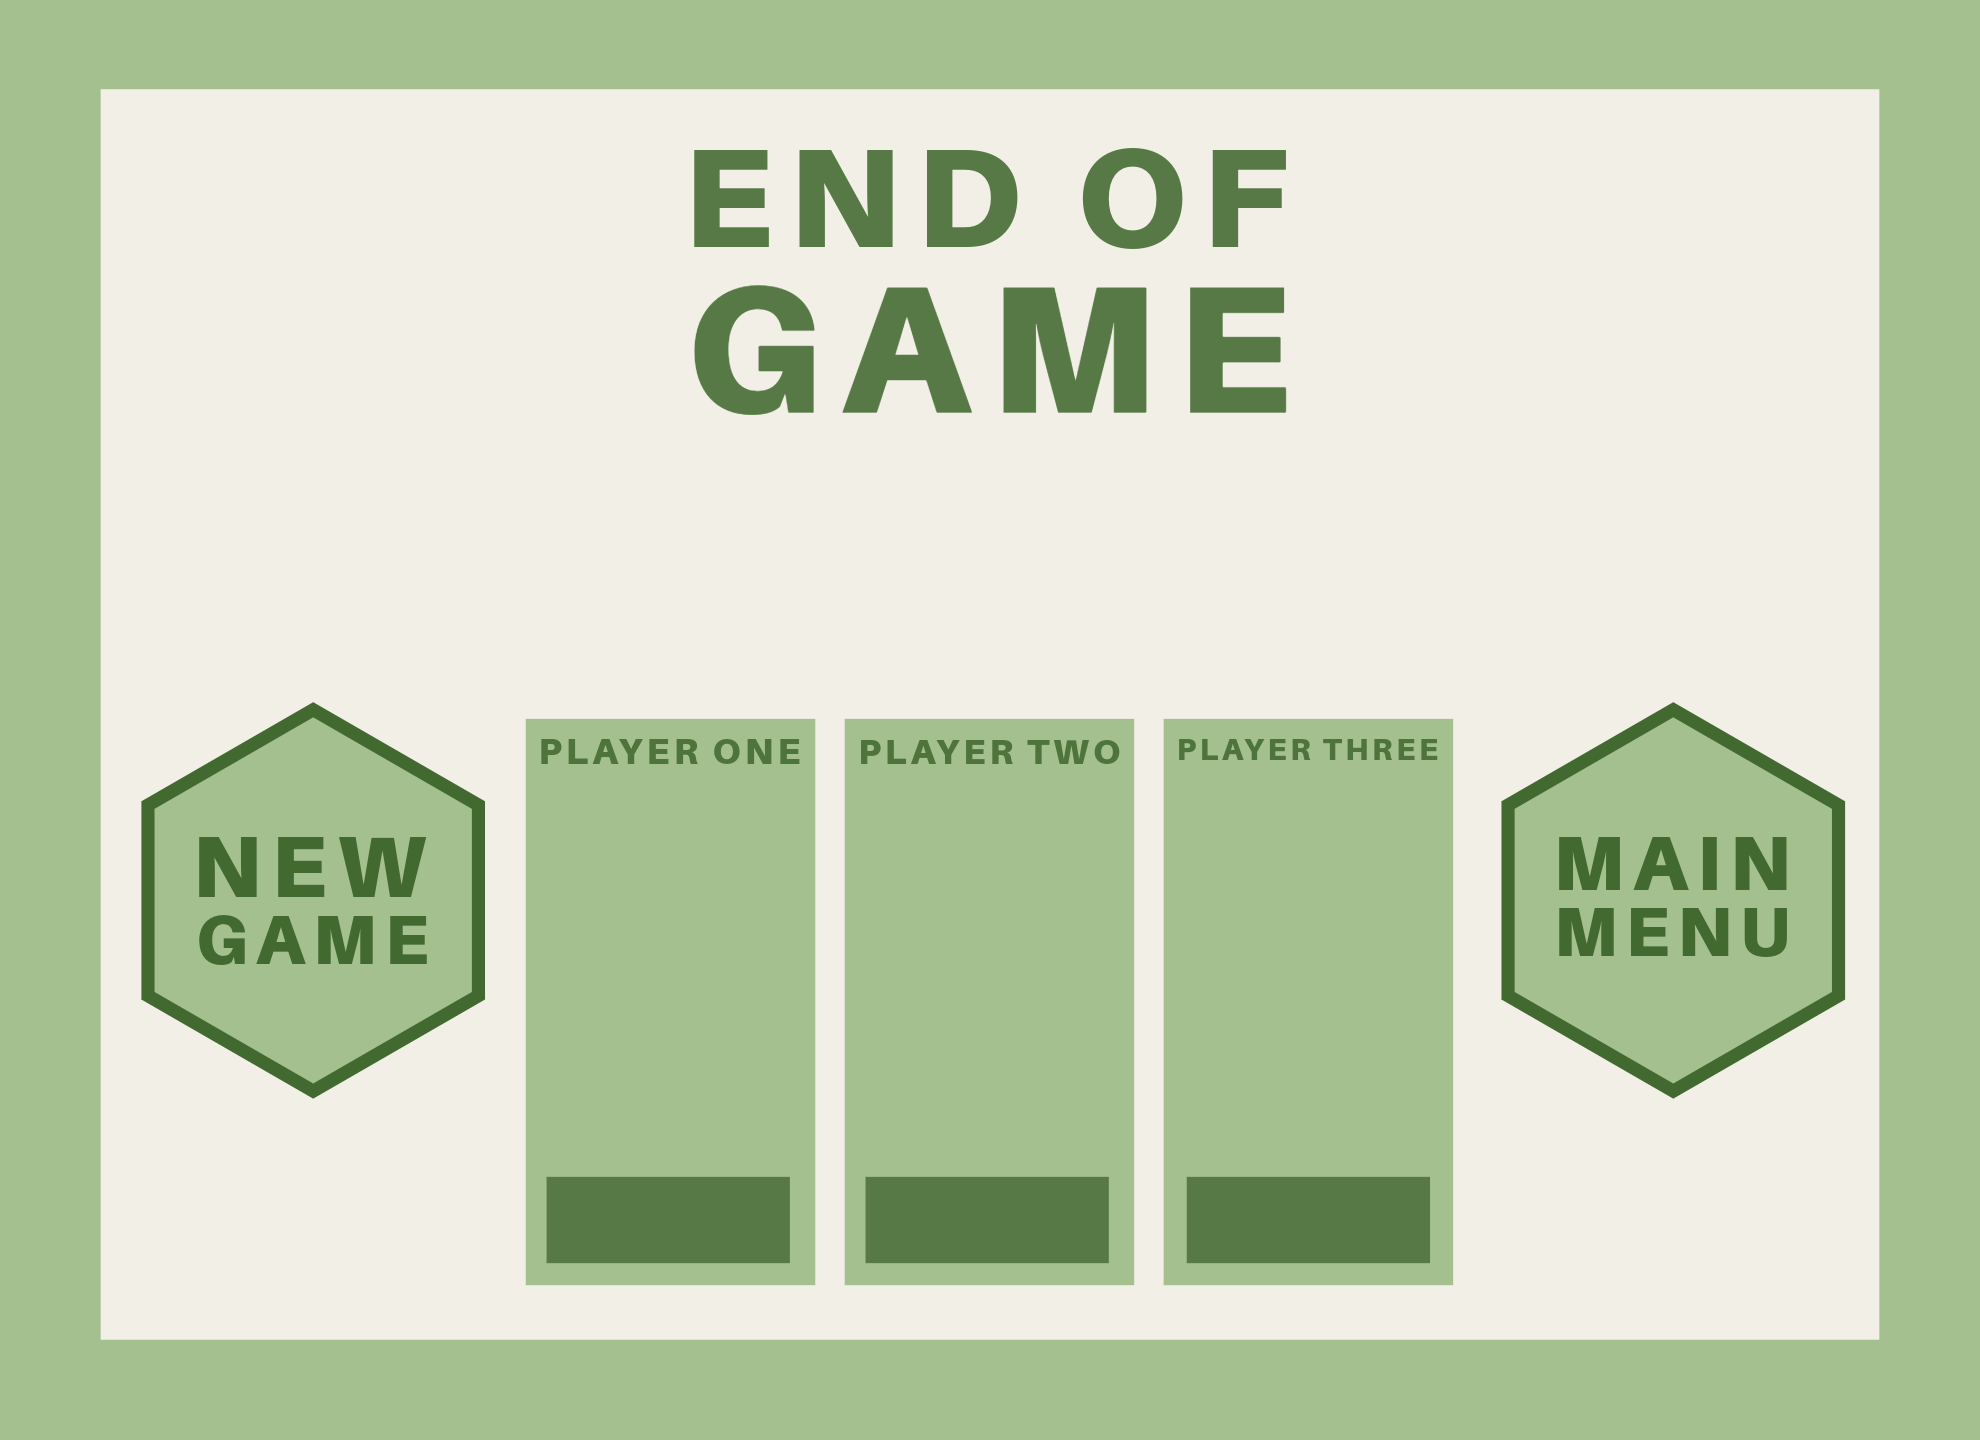 END OF
GAME
NEW
GAME
PLAYER ONE
PLAYER TWO
PLAYER THREE
MAIN
MENU